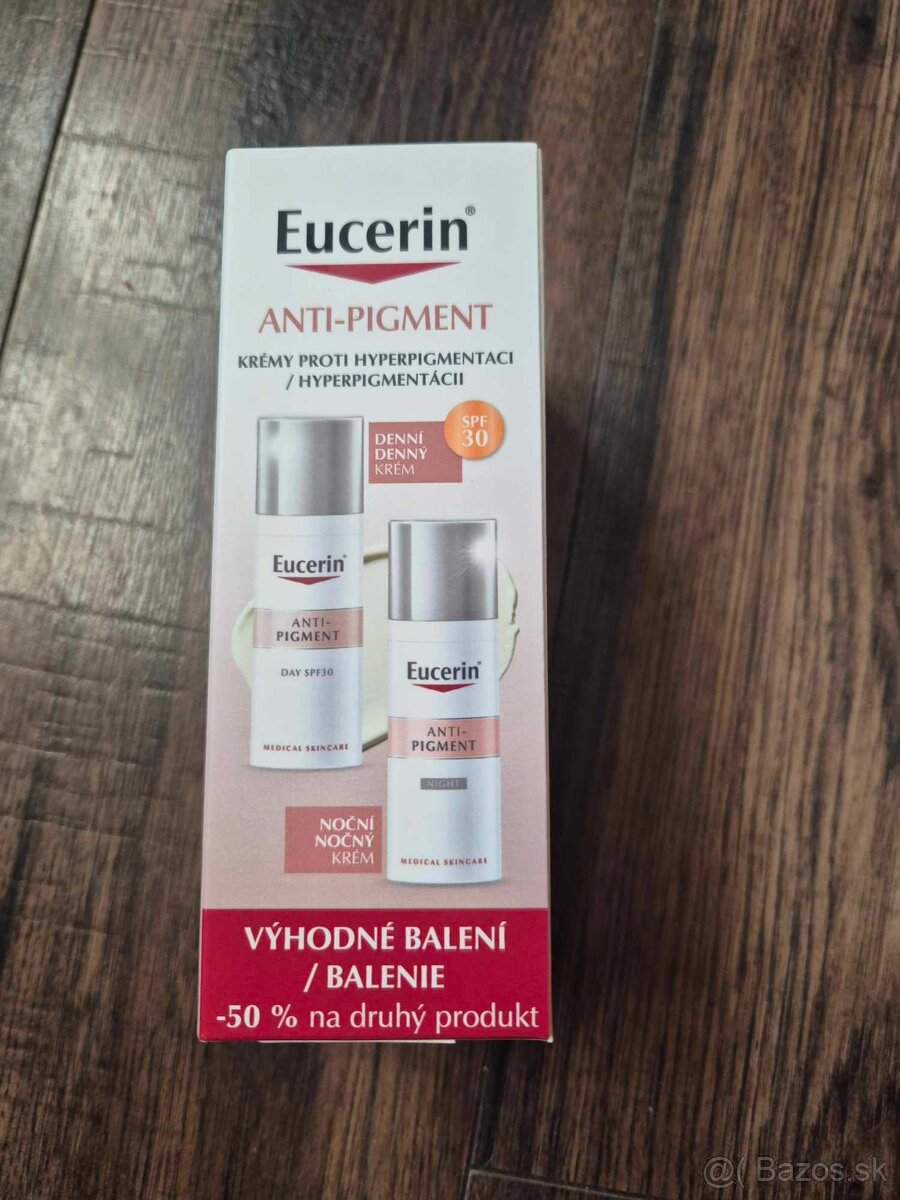 Eucerin®
ANTI-PIGMENT
KRÉMY PROTI HYPERPIGMENTACI
/ HYPERPIGMENTÁCII
SPF
30
DENNÍ
DENNÝ
KRÉM
Eucerin®
ANTI-
PIGMENT
DAY SPF30
MEDICAL SKINCARE
Eucerin®
ANTI-
PIGMENT
NIGHT
MEDICAL SKINCARE
NOČNÍ
NOČNÝ
KRÉM
VÝHODNÉ BALENÍ
/ BALENIE
-50 % na druhý produkt
@( Bazos.sk